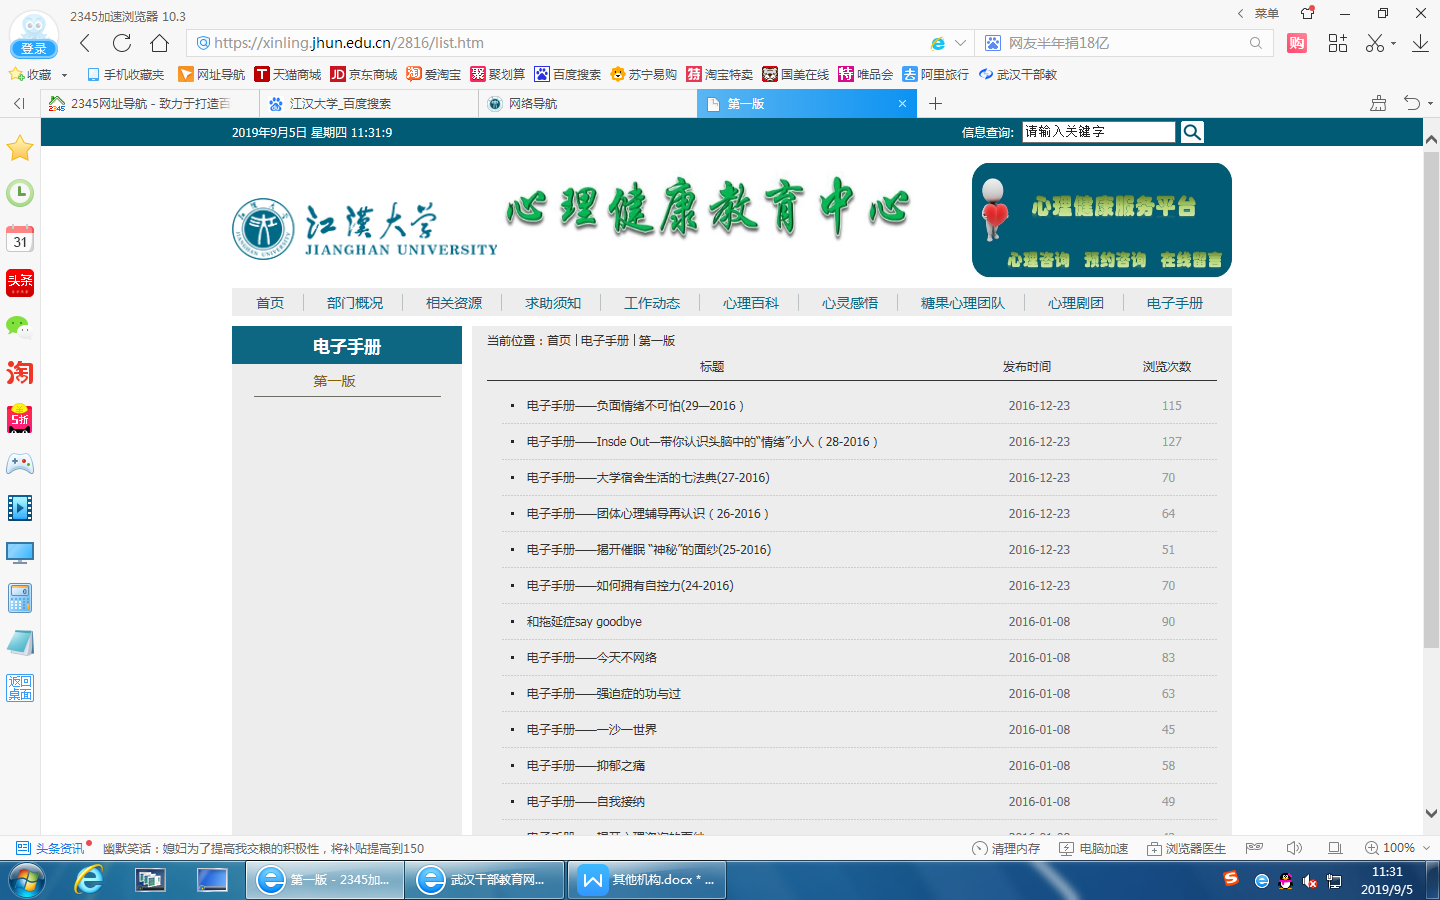 2345加速浏览器 10.3
菜单
登录
https://xinling.jhun.edu.cn/2816/list.htm
网友半年捐18亿
购
收藏 手机收藏夹 网址导航 天猫商城 京东商城 爱淘宝 聚划算 百度搜索 苏宁易购 淘宝特卖 国美在线 唯品会 阿里旅行 武汉干部教
2345网址导航 - 致力于打造百 江汉大学_百度搜索 网络导航 第一版
2019年9月5日 星期四 11:31:9
信息查询: 请输入关键字
江漢大学
JIANGHAN UNIVERSITY
心理健康教育中心
心理健康服务平台
心理咨询 预约咨询 在线留言
31
头条
淘
5折
返回
桌面
首页 部门概况 相关资源 求助须知 工作动态 心理百科 心灵感悟 糖果心理团队 心理剧团 电子手册
电子手册
第一版
当前位置：首页 | 电子手册 | 第一版
标题 发布时间 浏览次数
电子手册——负面情绪不可怕(29—2016） 2016-12-23 115
电子手册——Insde Out—带你认识头脑中的“情绪”小人（28-2016） 2016-12-23 127
电子手册——大学宿舍生活的七法典(27-2016) 2016-12-23 70
电子手册——团体心理辅导再认识（26-2016） 2016-12-23 64
电子手册——揭开催眠 “神秘”的面纱(25-2016) 2016-12-23 51
电子手册——如何拥有自控力(24-2016) 2016-12-23 70
和拖延症say goodbye 2016-01-08 90
电子手册——今天不网络 2016-01-08 83
电子手册——强迫症的功与过 2016-01-08 63
电子手册——一沙一世界 2016-01-08 45
电子手册——抑郁之痛 2016-01-08 58
电子手册——自我接纳 2016-01-08 49
头条资讯 幽默笑话：媳妇为了提高我交粮的积极性，将补贴提高到150
清理内存 电脑加速 浏览器医生 100%
第一版 - 2345加... 武汉干部教育网... 其他机构.docx * ...
11:31
2019/9/5